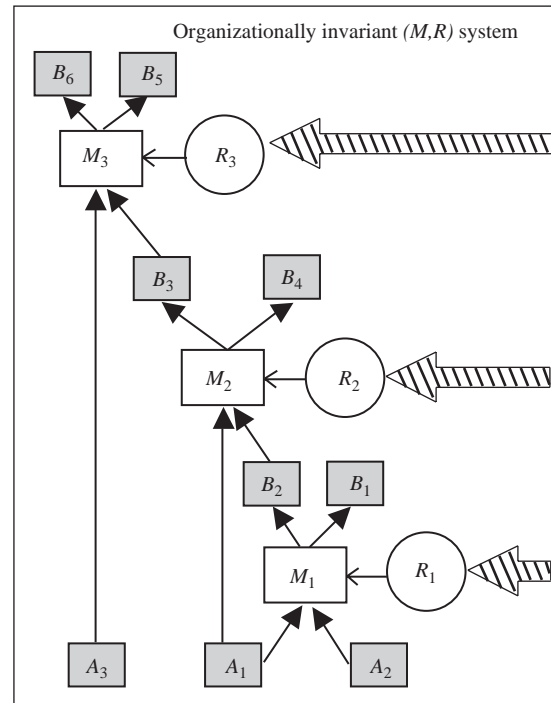 Organizationally invariant (M,R) system
B₆ B₅
M₃ R₃
B₃ B₄
M₂ R₂
B₂ B₁
M₁ R₁
A₃ A₁ A₂